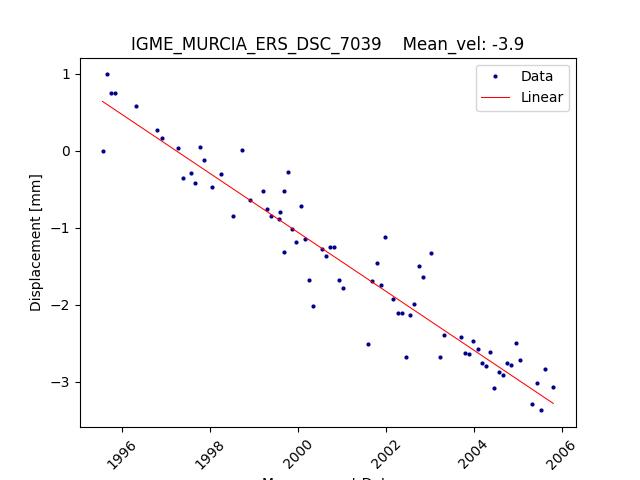 IGME_MURCIA_ERS_DSC_7039    Mean_vel: -3.9
Data
Linear
1
0
−1
−2
−3
Displacement [mm]
1996
1998
2000
2002
2004
2006